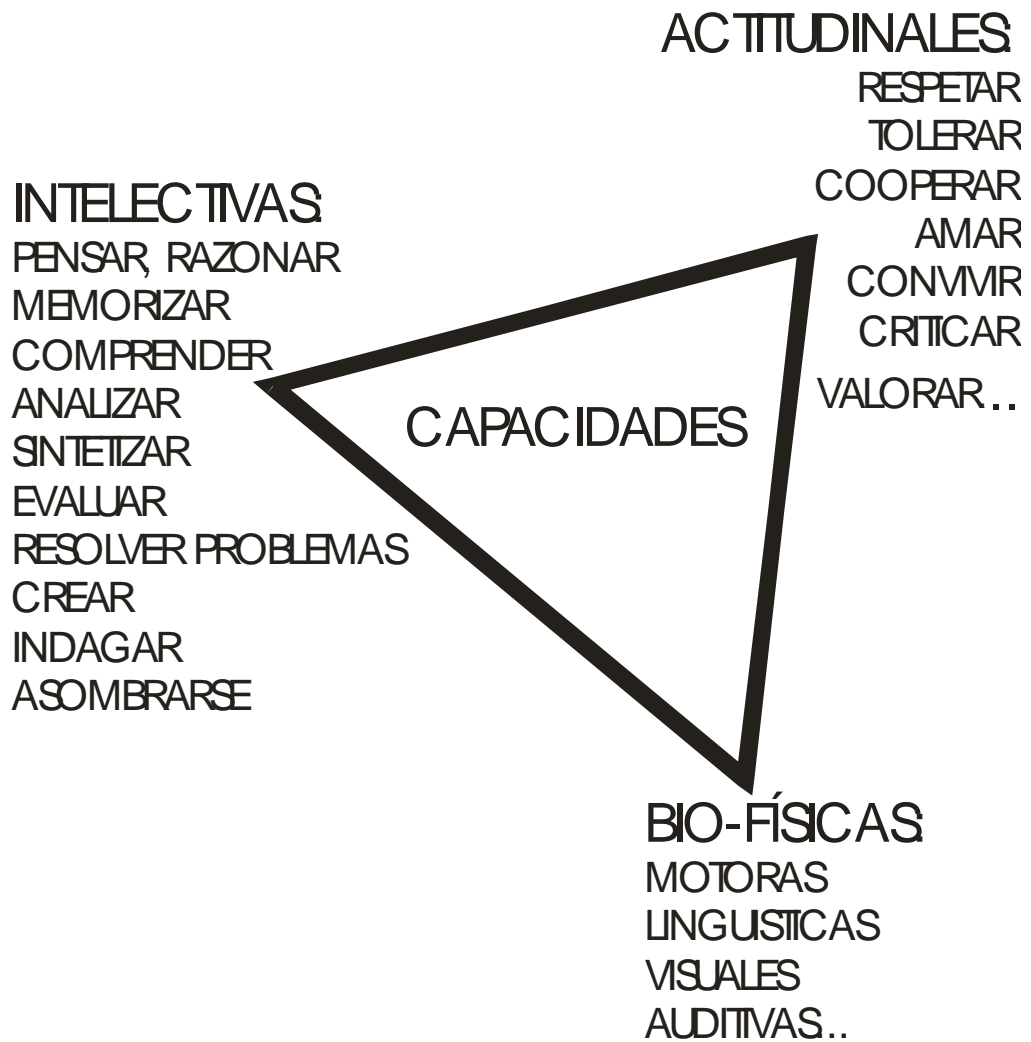 ACTITUDINALES:
RESPETAR
TOLERAR
COOPERAR
AMAR
CONVIVIR
CRITICAR
VALORAR...
INTELECTIVAS:
PENSAR, RAZONAR
MEMORIZAR
COMPRENDER
ANALIZAR
SINTETIZAR
EVALUAR
RESOLVER PROBLEMAS
CREAR
INDAGAR
ASOMBRARSE
CAPACIDADES
BIO-FÍSICAS:
MOTORAS
LINGUISTICAS
VISUALES
AUDITIVAS...